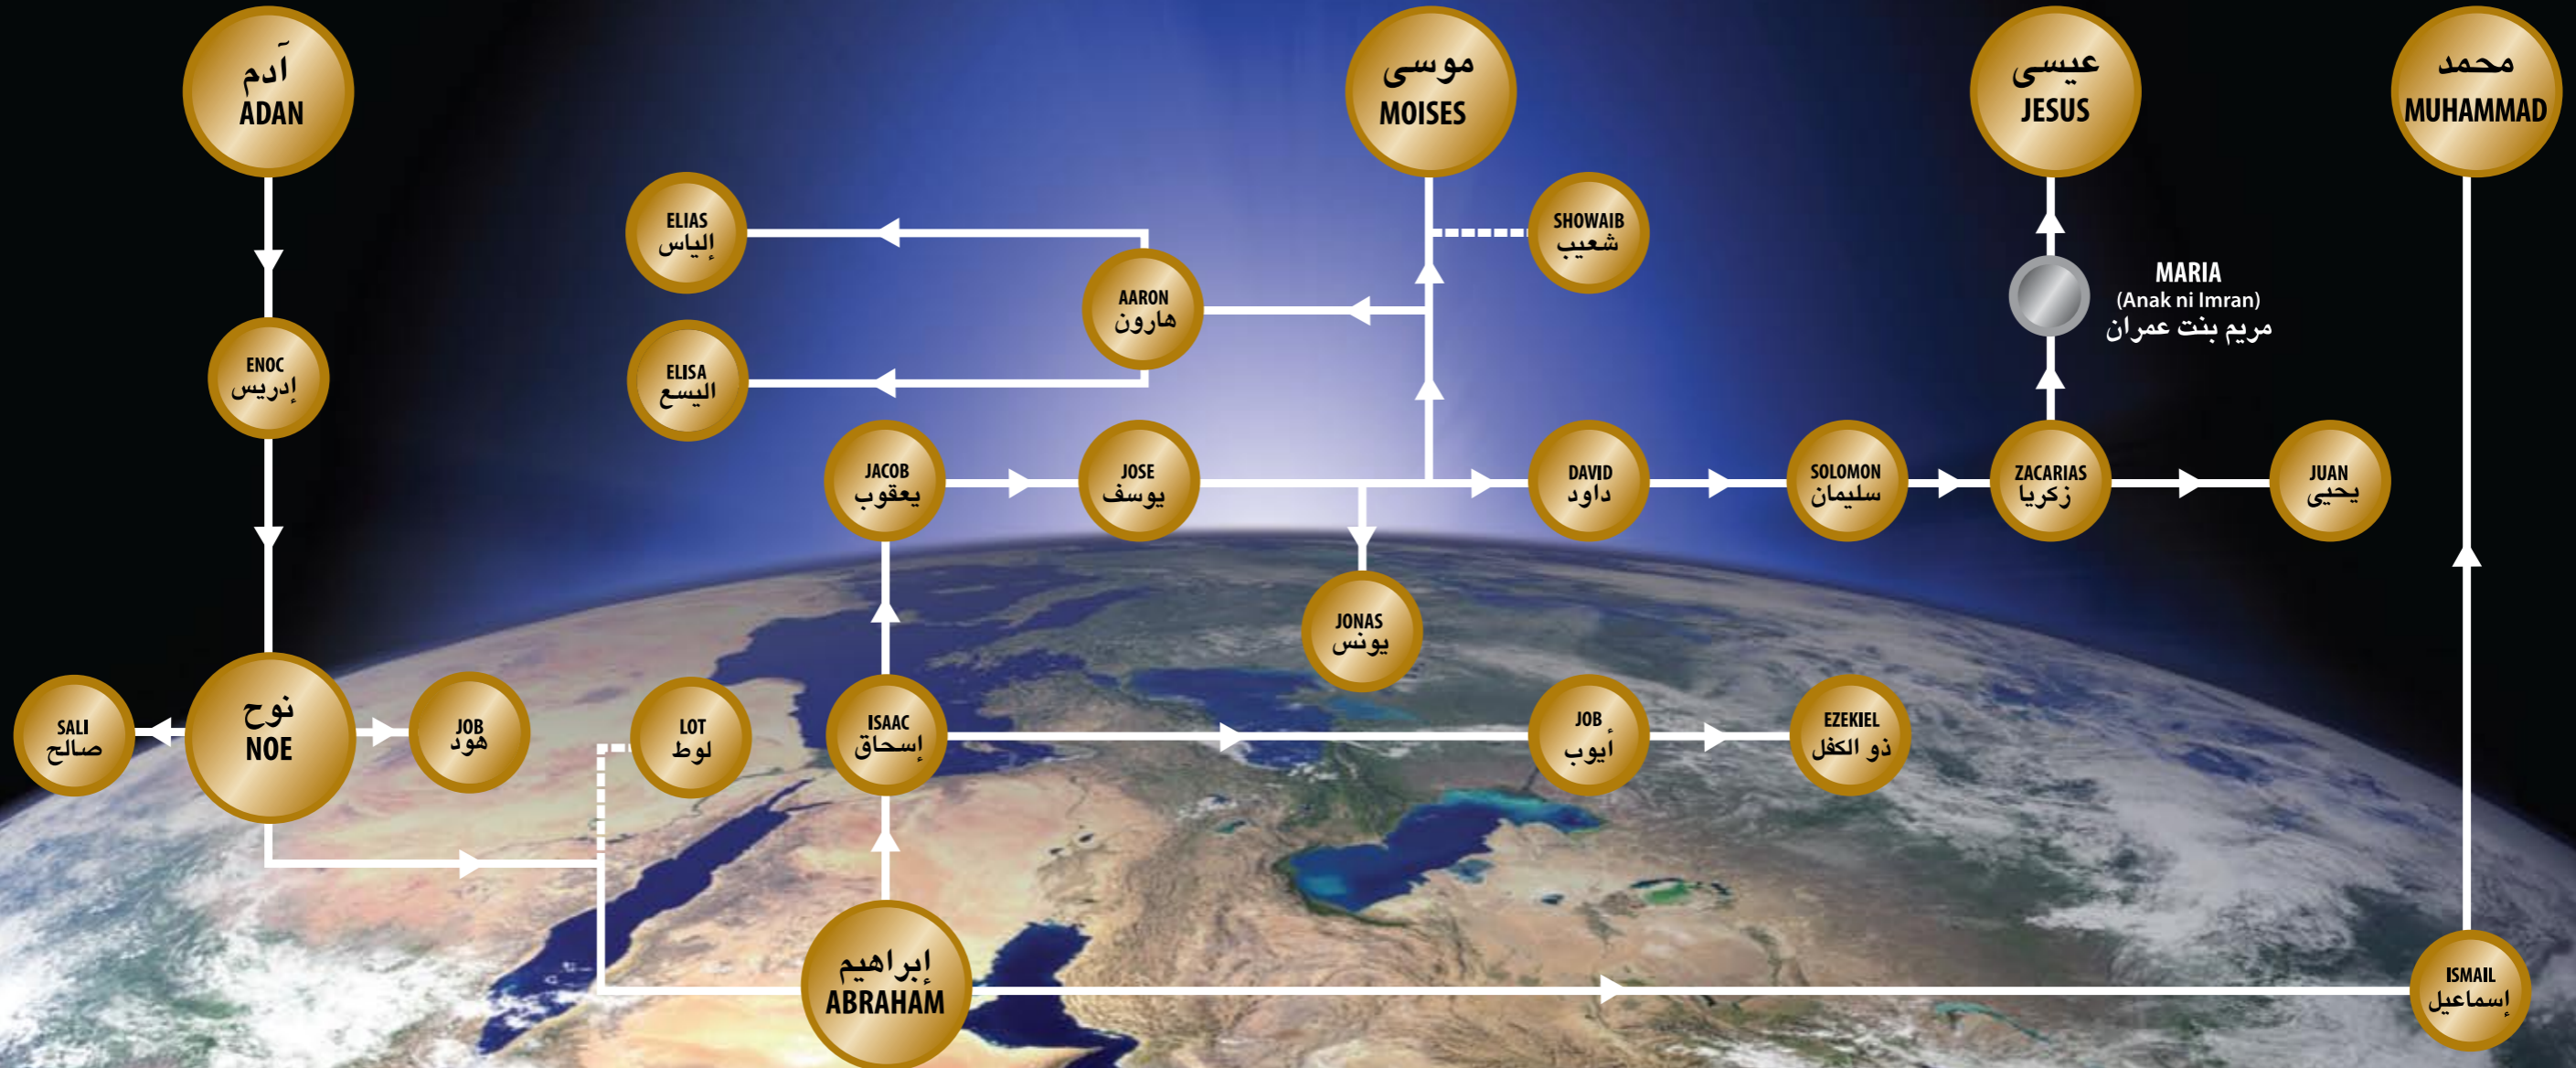 آدم
ADAN
موسى
MOISES
عيسى
JESUS
محمد
MUHAMMAD
ELIAS
إلياس
SHOWAIB
شعيب
AARON
هارون
MARIA
(Anak ni Imran)
مريم بنت عمران
ENOC
إدريس
ELISA
اليسع
JACOB
يعقوب
JOSE
يوسف
DAVID
داود
SOLOMON
سليمان
ZACARIAS
زكريا
JUAN
يحيى
JONAS
يونس
SALI
صالح
نوح
NOE
JOB
هود
LOT
لوط
ISAAC
إسحاق
JOB
أيوب
EZEKIEL
ذو الكفل
إبراهيم
ABRAHAM
ISMAIL
إسماعيل